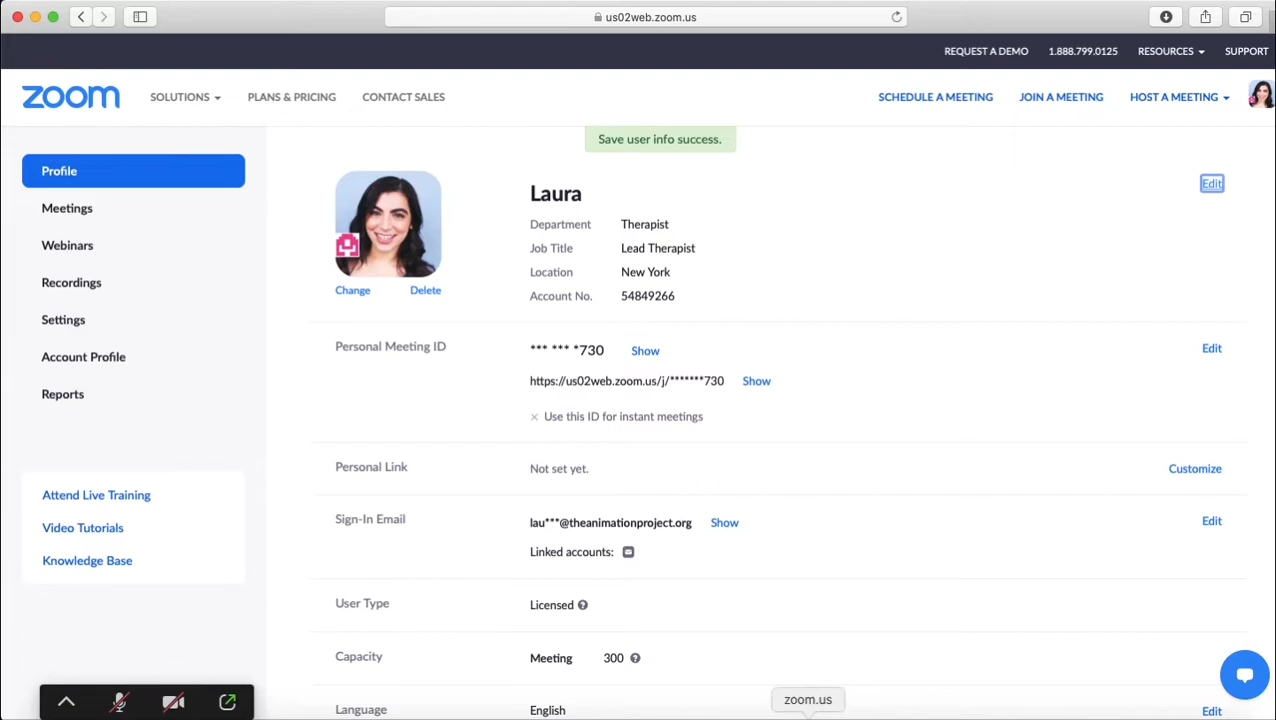 us02web.zoom.us
REQUEST A DEMO 1.888.799.0125 RESOURCES SUPPORT
zoom SOLUTIONS PLANS & PRICING CONTACT SALES SCHEDULE A MEETING JOIN A MEETING HOST A MEETING
Save user info success.
Profile
Meetings
Webinars
Recordings
Settings
Account Profile
Reports
Attend Live Training
Video Tutorials
Knowledge Base
Change Delete
Laura
Edit
Department Therapist
Job Title Lead Therapist
Location New York
Account No. 54849266
Personal Meeting ID *** *** *730 Show Edit
https://us02web.zoom.us/j/*******730 Show
× Use this ID for instant meetings
Personal Link Not set yet. Customize
Sign-In Email lau***@theanimationproject.org Show Edit
Linked accounts:
User Type Licensed ?
Capacity Meeting 300 ?
Language English Edit
zoom.us